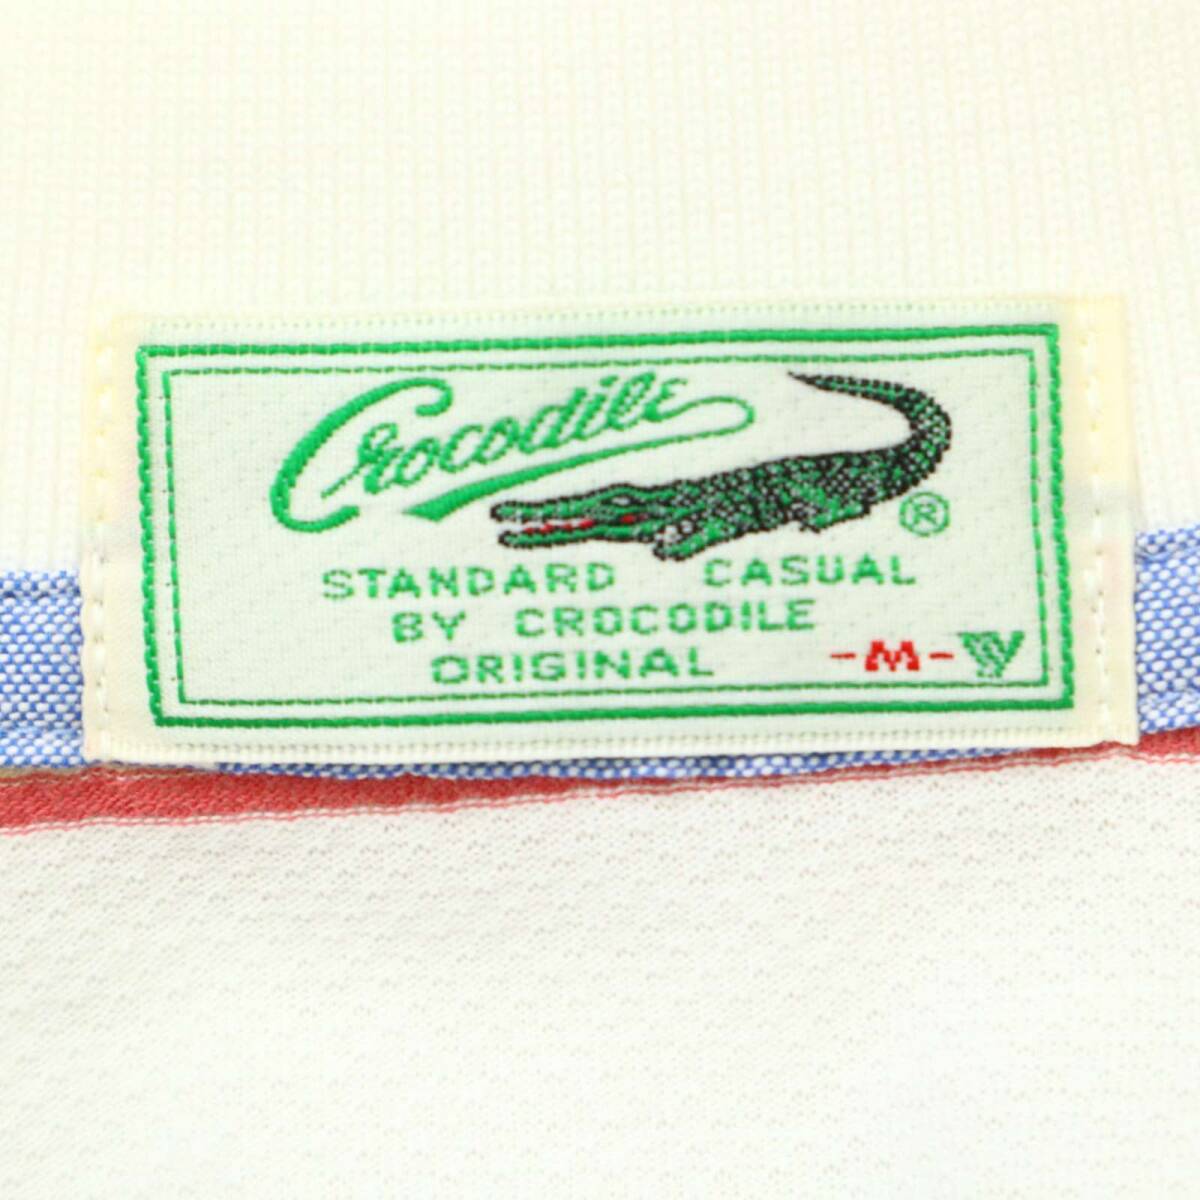 Crocodile
®
STANDARD CASUAL
BY CROCODILE
ORIGINAL
-M-